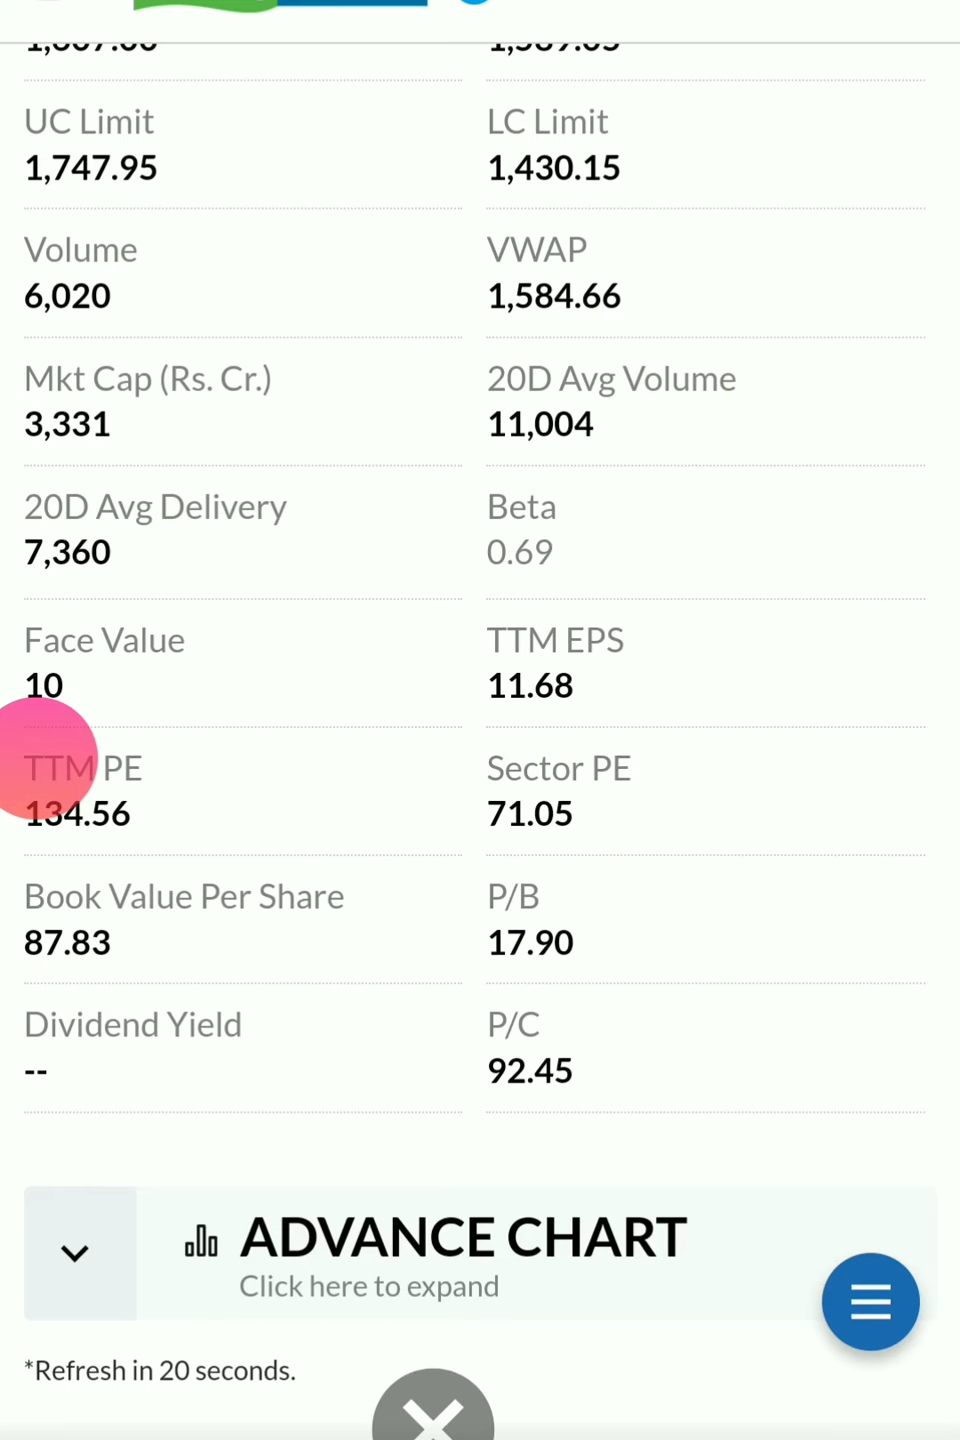 UC Limit
LC Limit
1,747.95
1,430.15
Volume
VWAP
6,020
1,584.66
Mkt Cap (Rs. Cr.)
20D Avg Volume
3,331
11,004
20D Avg Delivery
Beta
7,360
0.69
Face Value
TTM EPS
10
11.68
TTM PE
Sector PE
134.56
71.05
Book Value Per Share
P/B
87.83
17.90
Dividend Yield
P/C
--
92.45
ADVANCE CHART
Click here to expand
*Refresh in 20 seconds.